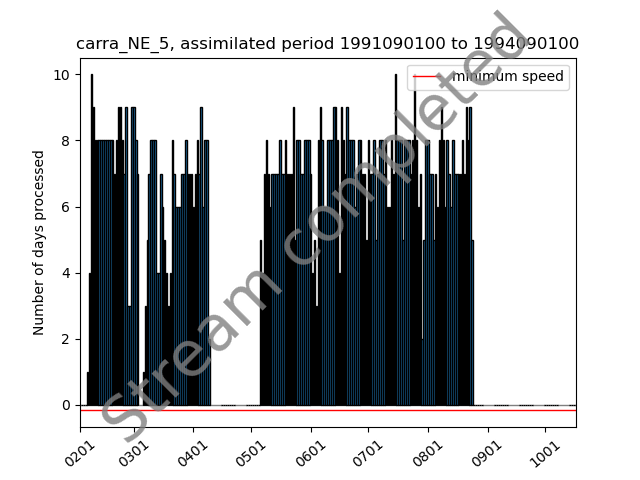 carra_NE_5, assimilated period 1991090100 to 1994090100
minimum speed
Stream completed
Number of days processed
10
8
6
4
2
0
0201 0301 0401 0501 0601 0701 0801 0901 1001